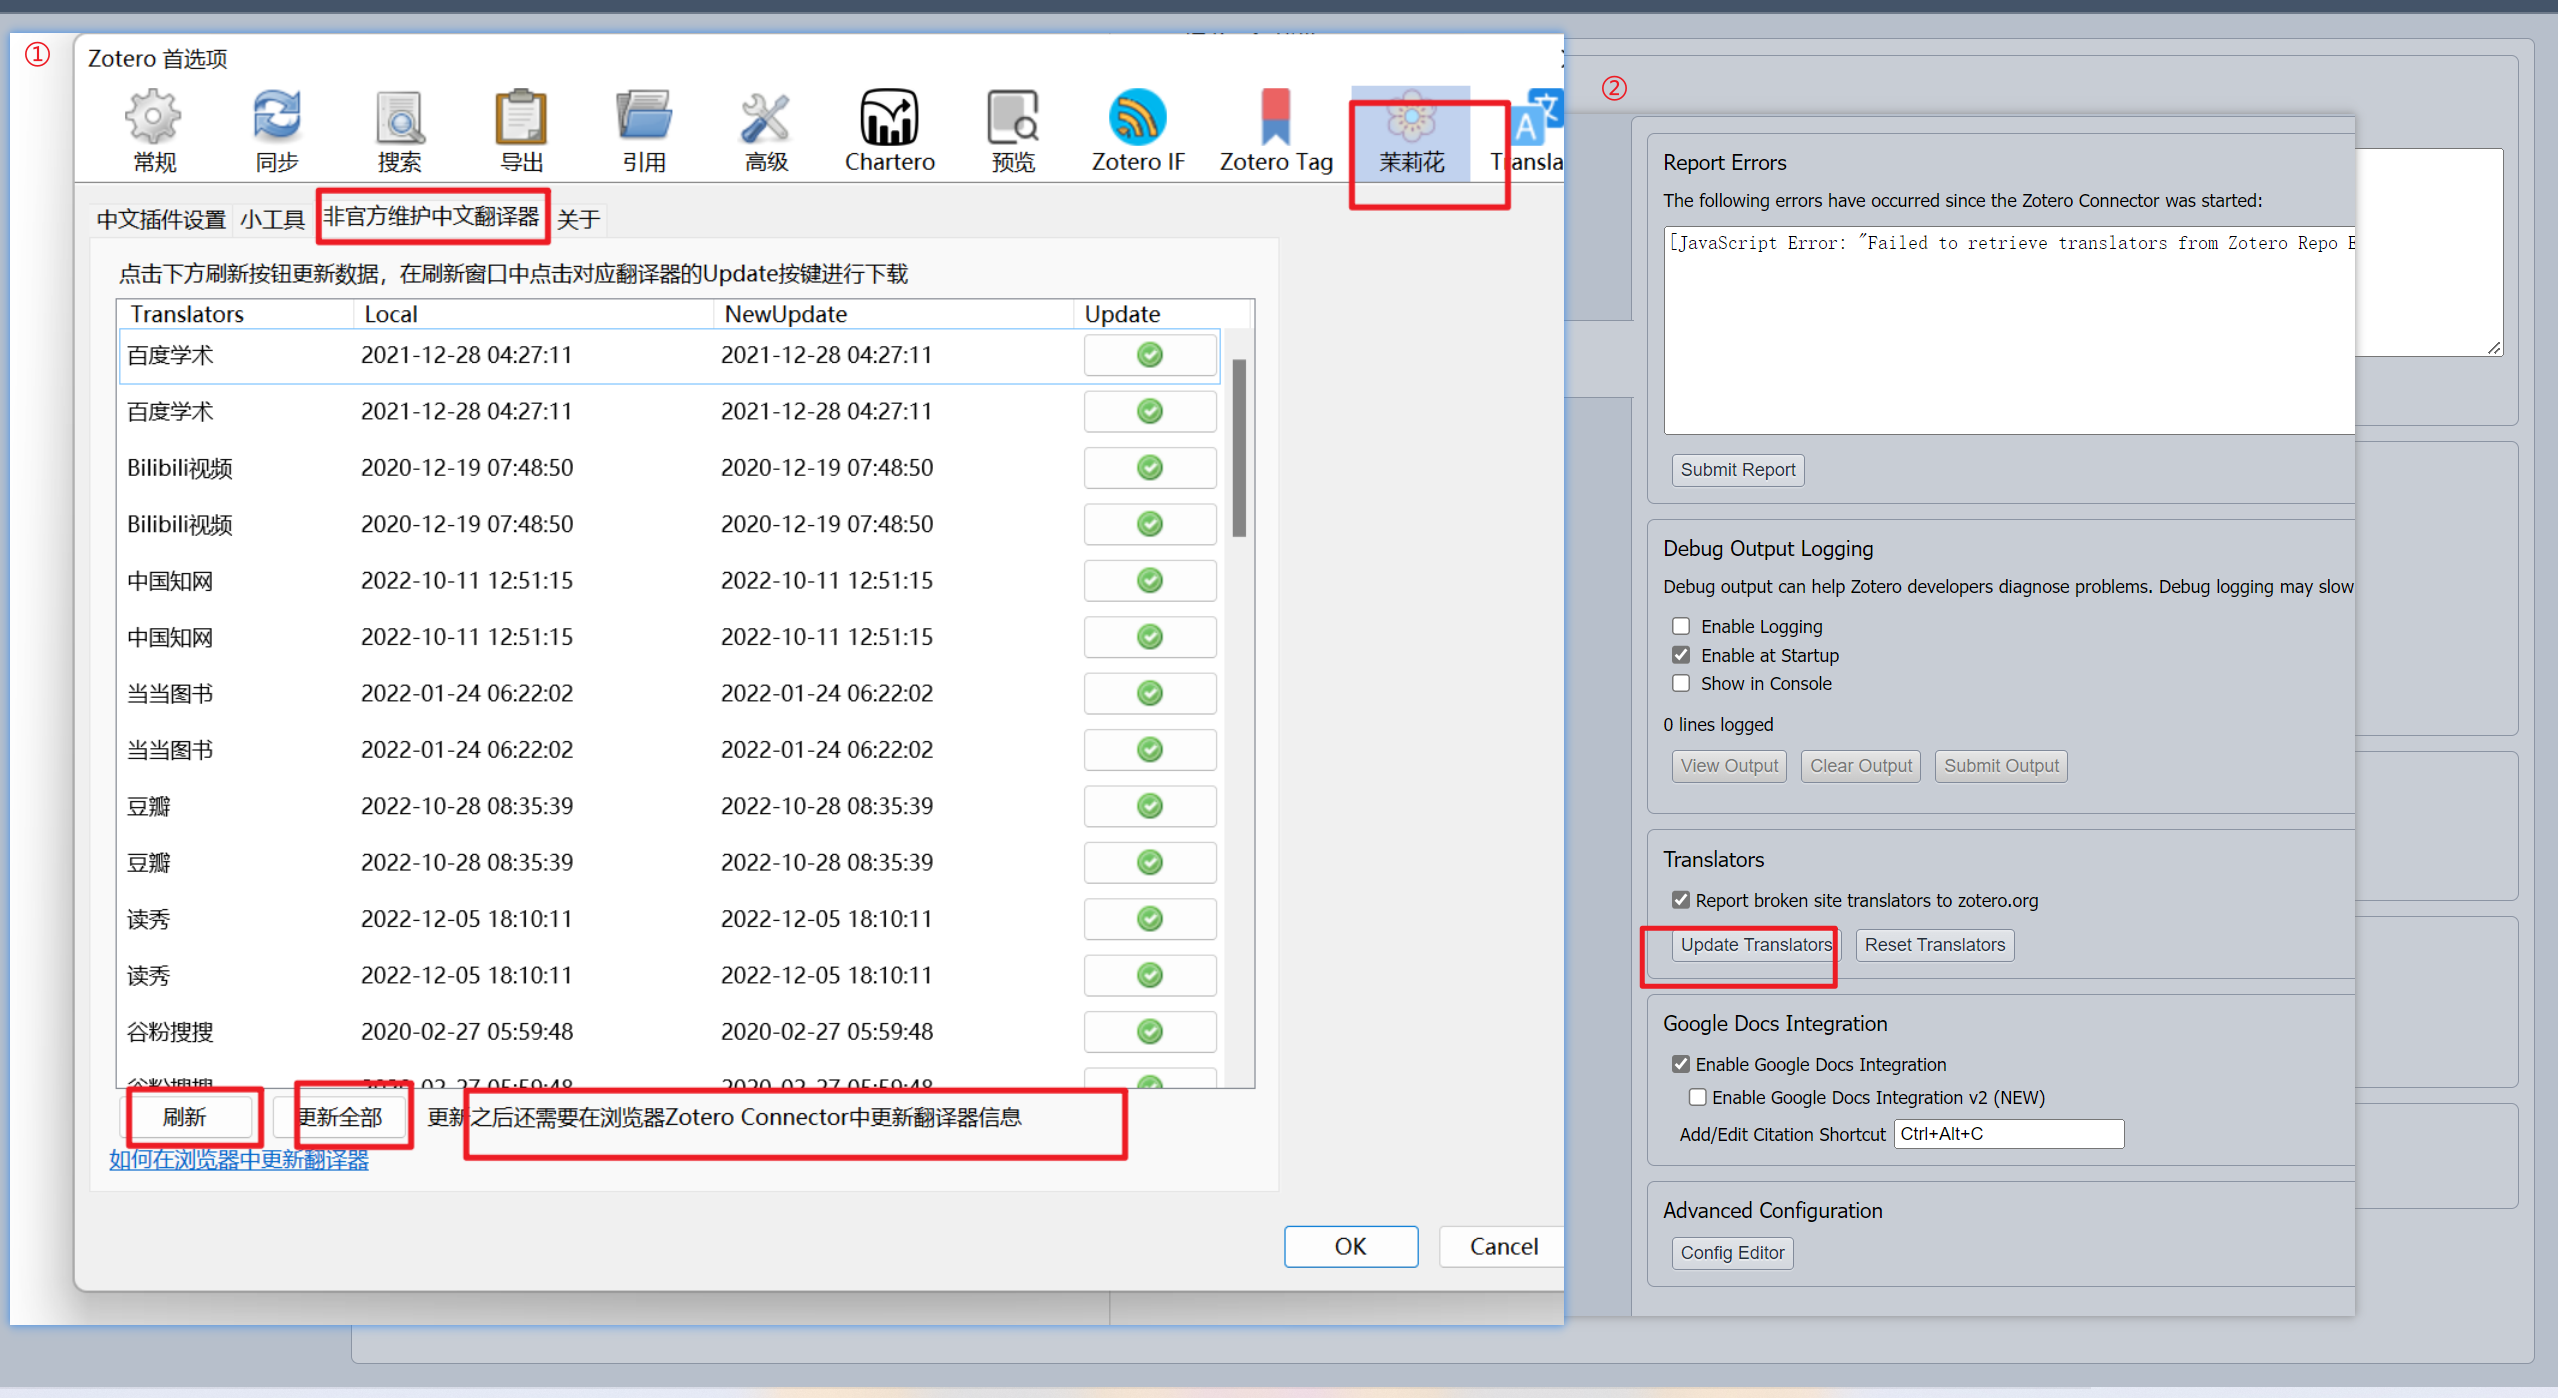 ①
Zotero 首选项
常规
同步
搜索
导出
引用
高级
Chartero
预览
Zotero IF
Zotero Tag
茉莉花
Transla
中文插件设置
小工具
非官方维护中文翻译器
关于
点击下方刷新按钮更新数据，在刷新窗口中点击对应翻译器的Update按键进行下载
Translators Local NewUpdate Update
百度学术 2021-12-28 04:27:11 2021-12-28 04:27:11
百度学术 2021-12-28 04:27:11 2021-12-28 04:27:11
Bilibili视频 2020-12-19 07:48:50 2020-12-19 07:48:50
Bilibili视频 2020-12-19 07:48:50 2020-12-19 07:48:50
中国知网 2022-10-11 12:51:15 2022-10-11 12:51:15
中国知网 2022-10-11 12:51:15 2022-10-11 12:51:15
当当图书 2022-01-24 06:22:02 2022-01-24 06:22:02
当当图书 2022-01-24 06:22:02 2022-01-24 06:22:02
豆瓣 2022-10-28 08:35:39 2022-10-28 08:35:39
豆瓣 2022-10-28 08:35:39 2022-10-28 08:35:39
读秀 2022-12-05 18:10:11 2022-12-05 18:10:11
读秀 2022-12-05 18:10:11 2022-12-05 18:10:11
谷粉搜搜 2020-02-27 05:59:48 2020-02-27 05:59:48
谷粉搜搜 2020-02-27 05:59:48 2020-02-27 05:59:48
刷新 更新全部 更新之后还需要在浏览器Zotero Connector中更新翻译器信息
如何在浏览器中更新翻译器
OK Cancel
②
Report Errors
The following errors have occurred since the Zotero Connector was started:
[JavaScript Error: "Failed to retrieve translators from Zotero Repo E
Submit Report
Debug Output Logging
Debug output can help Zotero developers diagnose problems. Debug logging may slow
Enable Logging
Enable at Startup
Show in Console
0 lines logged
View Output Clear Output Submit Output
Translators
Report broken site translators to zotero.org
Update Translators Reset Translators
Google Docs Integration
Enable Google Docs Integration
Enable Google Docs Integration v2 (NEW)
Add/Edit Citation Shortcut Ctrl+Alt+C
Advanced Configuration
Config Editor